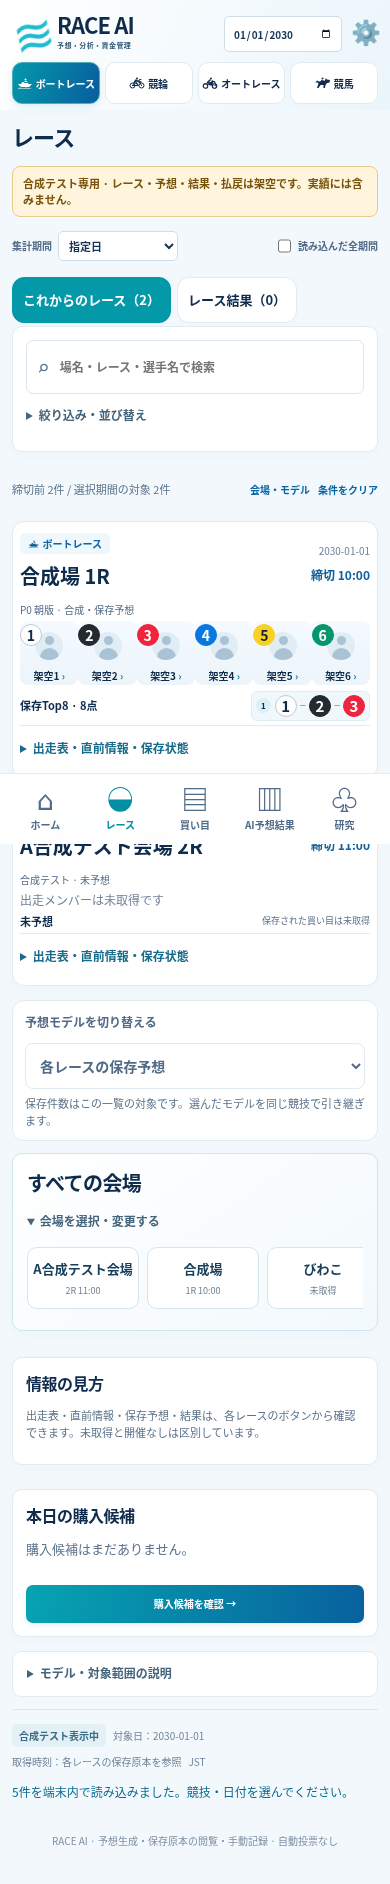 RACE AI
予想・分析・資金管理
01/01/2030
ボートレース
競輪
オートレース
競馬
レース
合成テスト専用 · レース・予想・結果・払戻は架空です。実績には含みません。
集計期間
指定日
読み込んだ全期間
これからのレース（2）
レース結果（0）
場名・レース・選手名で検索
▶ 絞り込み・並び替え
締切前 2件 / 選択期間の対象 2件
会場・モデル 条件をクリア
ボートレース
2030-01-01
合成場 1R
締切 10:00
P0 朝版 · 合成・保存予想
1 2 3 4 5 6
架空1 › 架空2 › 架空3 › 架空4 › 架空5 › 架空6 ›
保存Top8 · 8点
1 1 – 2 – 3
▶ 出走表・直前情報・保存状態
ホーム
レース
買い目
AI予想結果
研究
A合成テスト会場 2R
締切 11:00
合成テスト · 未予想
出走メンバーは未取得です
未予想
保存された買い目は未取得
▶ 出走表・直前情報・保存状態
予想モデルを切り替える
各レースの保存予想
保存件数はこの一覧の対象です。選んだモデルを同じ競技で引き継ぎます。
すべての会場
▼ 会場を選択・変更する
A合成テスト会場
2R 11:00
合成場
1R 10:00
びわこ
未取得
情報の見方
出走表・直前情報・保存予想・結果は、各レースのボタンから確認できます。未取得と開催なしは区別しています。
本日の購入候補
購入候補はまだありません。
購入候補を確認 →
▶ モデル・対象範囲の説明
合成テスト表示中
対象日：2030-01-01
取得時刻：各レースの保存原本を参照 JST
5件を端末内で読み込みました。競技・日付を選んでください。
RACE AI · 予想生成・保存原本の閲覧・手動記録 · 自動投票なし